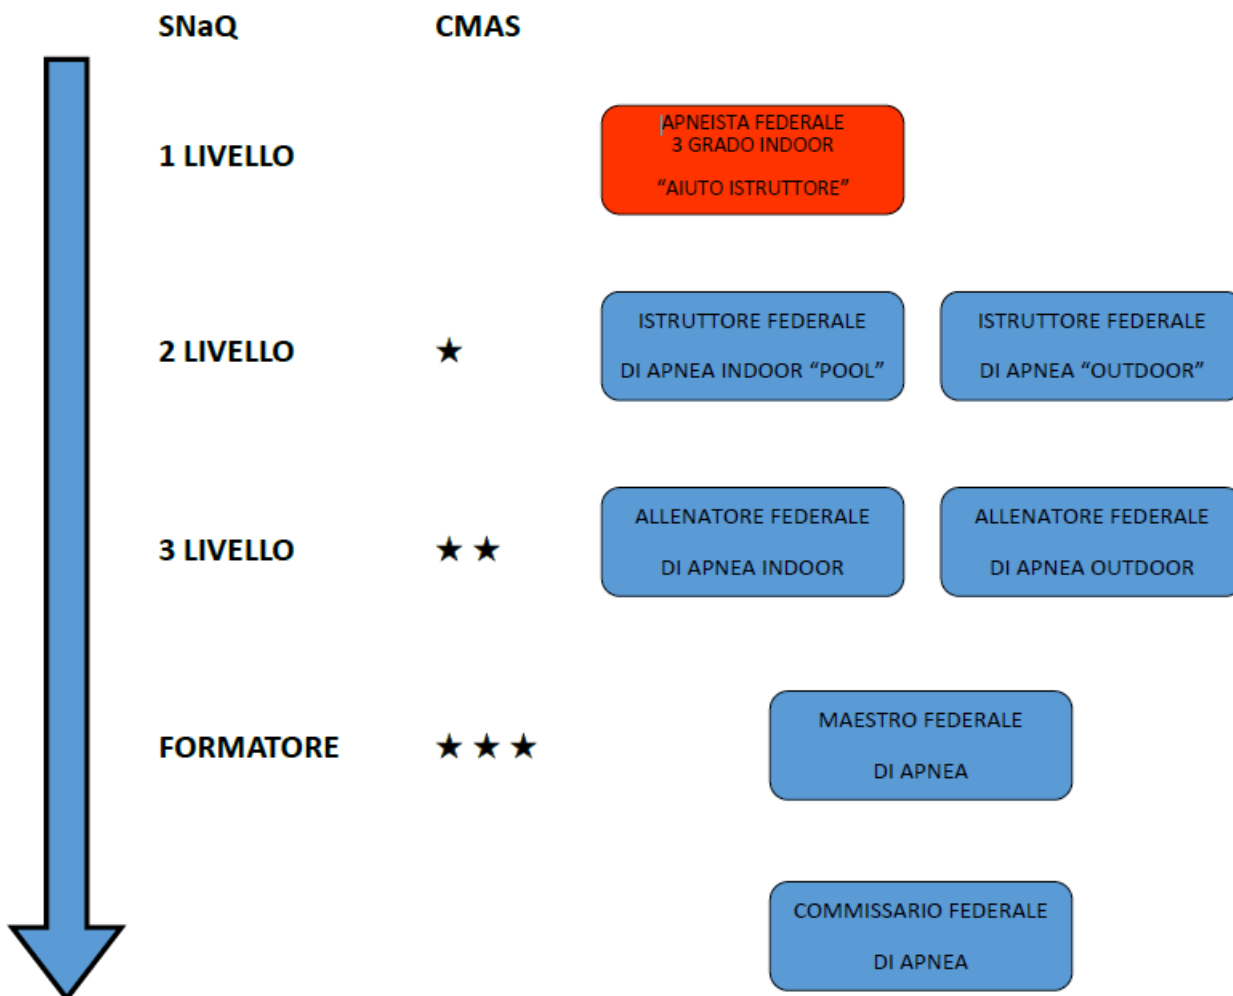 SNaQ CMAS
1 LIVELLO
APNEISTA FEDERALE
3 GRADO INDOOR
“AIUTO ISTRUTTORE”
2 LIVELLO ★
ISTRUTTORE FEDERALE
DI APNEA INDOOR “POOL”
ISTRUTTORE FEDERALE
DI APNEA “OUTDOOR”
3 LIVELLO ★ ★
ALLENATORE FEDERALE
DI APNEA INDOOR
ALLENATORE FEDERALE
DI APNEA OUTDOOR
FORMATORE ★ ★ ★
MAESTRO FEDERALE
DI APNEA
COMMISSARIO FEDERALE
DI APNEA